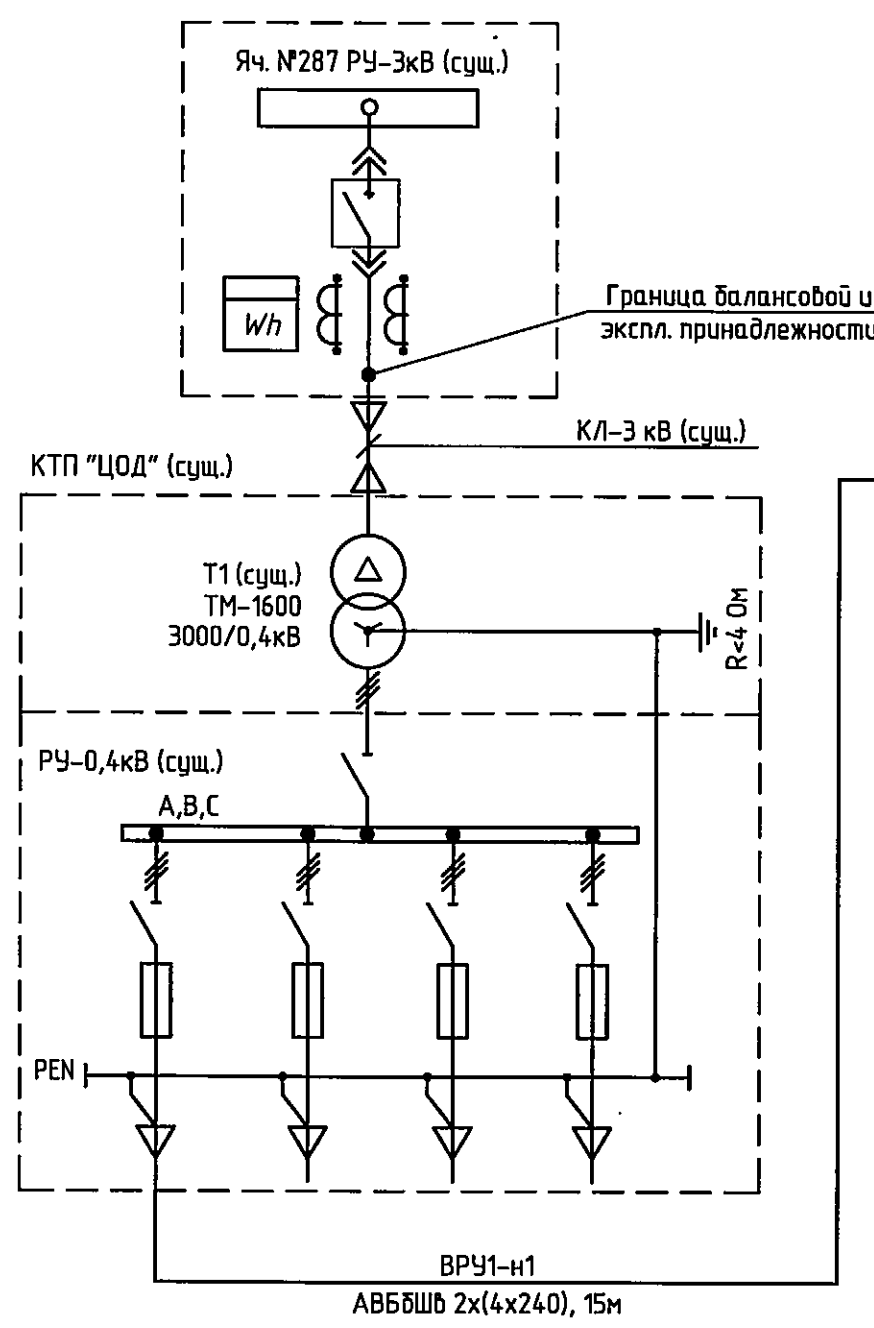 Яч. №287 РУ-3кВ (сущ.)
Wh
Граница балансовой и
экспл. принадлежности
КЛ-3 кВ (сущ.)
КТП "ЦОД" (сущ.)
Т1 (сущ.)
ТМ-1600
3000/0,4кВ
R<4 Ом
РУ-0,4кВ (сущ.)
А,В,С
PEN
ВРУ1-н1
АВБбШв 2х(4х240), 15м